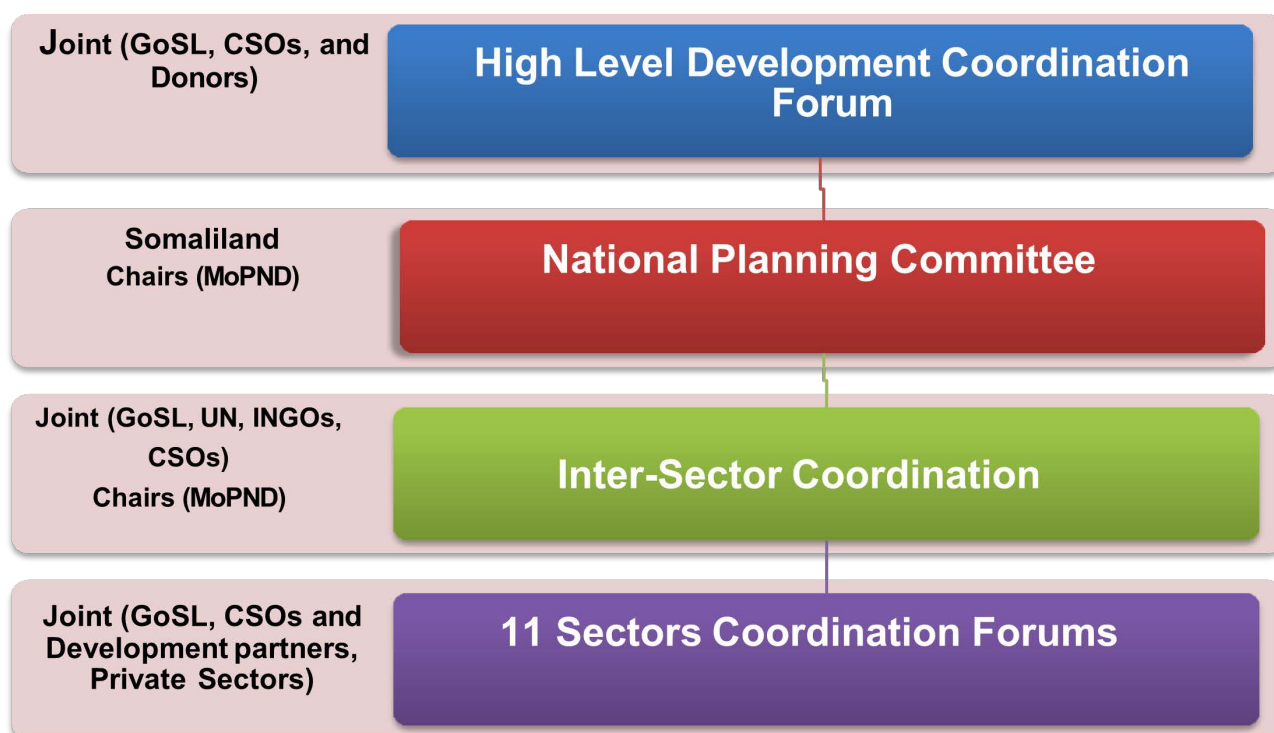 Joint (GoSL, CSOs, and
Donors)
High Level Development Coordination
Forum
Somaliland
Chairs (MoPND)
National Planning Committee
Joint (GoSL, UN, INGOs,
CSOs)
Chairs (MoPND)
Inter-Sector Coordination
Joint (GoSL, CSOs and
Development partners,
Private Sectors)
11 Sectors Coordination Forums